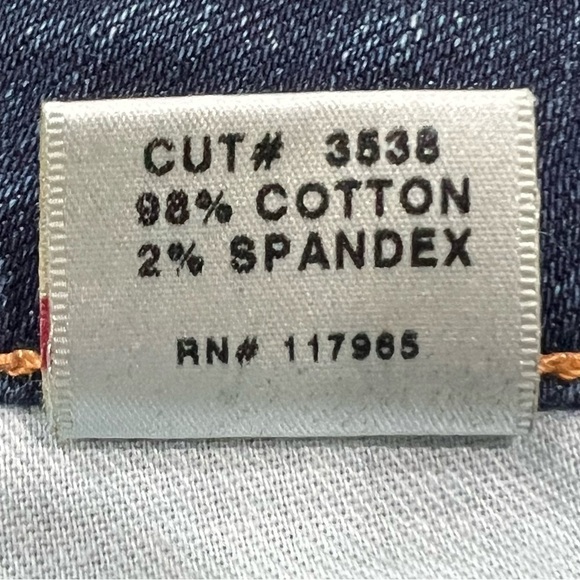 CUT# 3538
98% COTTON
2% SPANDEX
RN# 117965